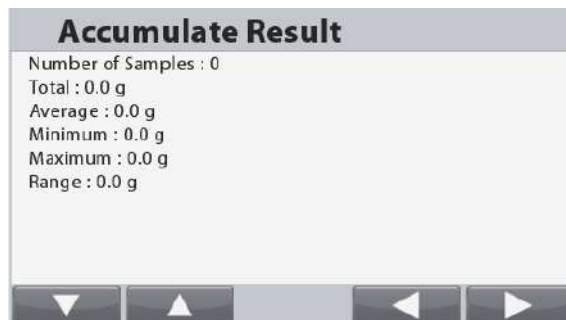 Accumulate Result
Number of Samples : 0
Total : 0.0 g
Average : 0.0 g
Minimum : 0.0 g
Maximum : 0.0 g
Range : 0.0 g